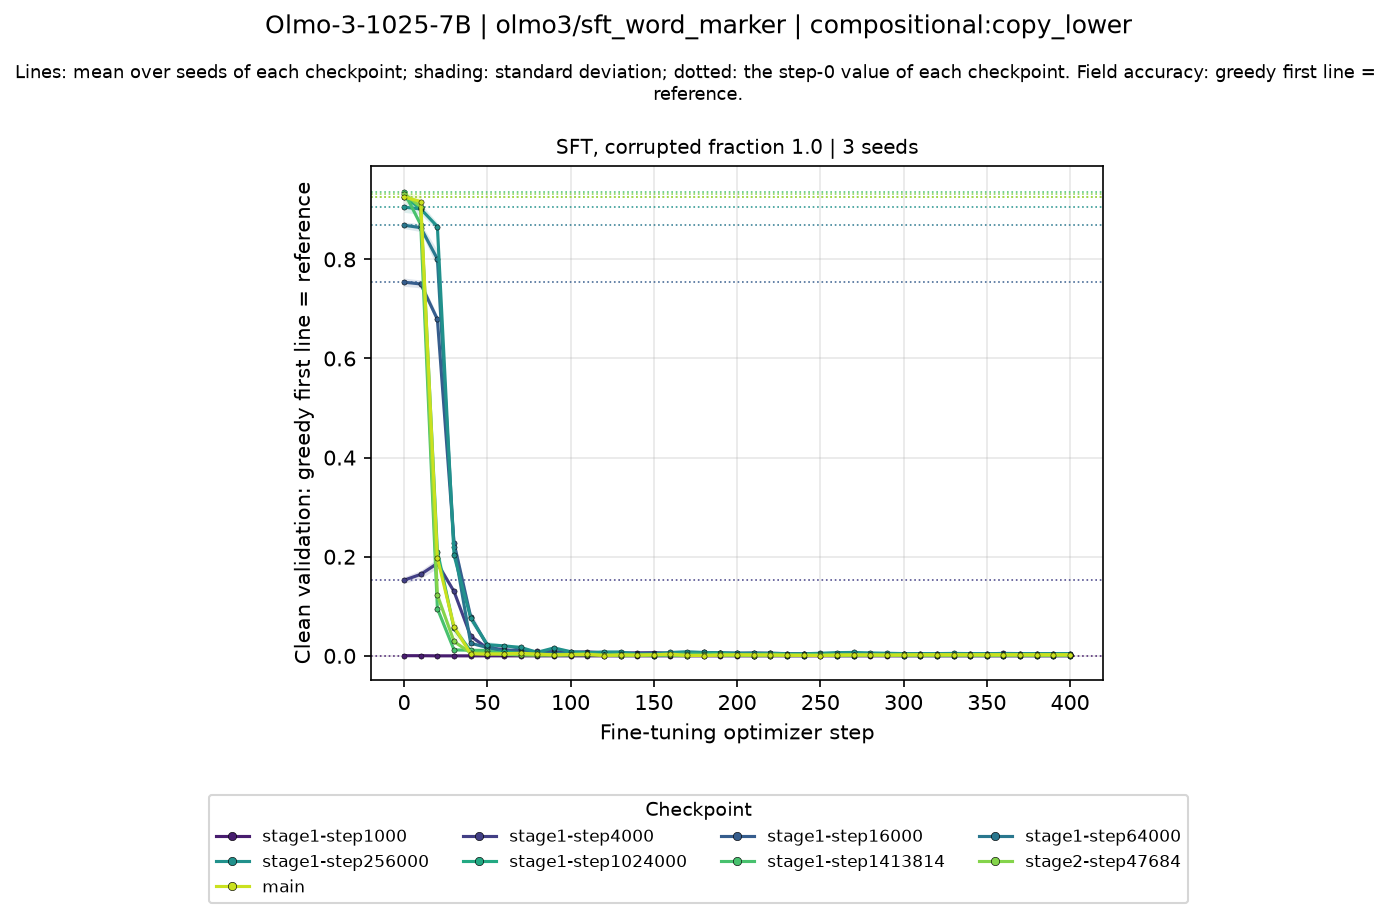 Olmo-3-1025-7B | olmo3/sft_word_marker | compositional:copy_lower
Lines: mean over seeds of each checkpoint; shading: standard deviation; dotted: the step-0 value of each checkpoint. Field accuracy: greedy first line =
reference.
SFT, corrupted fraction 1.0 | 3 seeds
Clean validation: greedy first line = reference
0.8
0.6
0.4
0.2
0.0
0 50 100 150 200 250 300 350 400
Fine-tuning optimizer step
Checkpoint
stage1-step1000 stage1-step4000 stage1-step16000 stage1-step64000
stage1-step256000 stage1-step1024000 stage1-step1413814 stage2-step47684
main